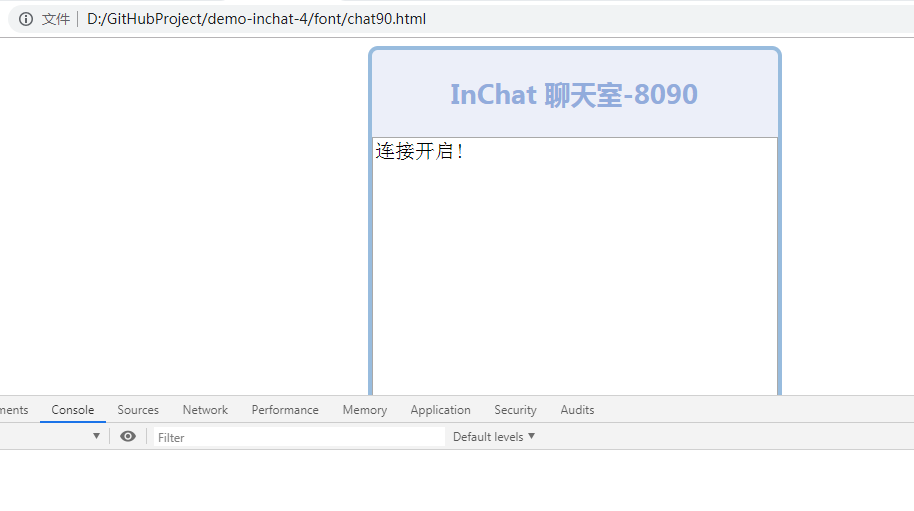 文件 D:/GitHubProject/demo-inchat-4/font/chat90.html
InChat 聊天室-8090
连接开启！
ments Console Sources Network Performance Memory Application Security Audits
Filter Default levels ▼